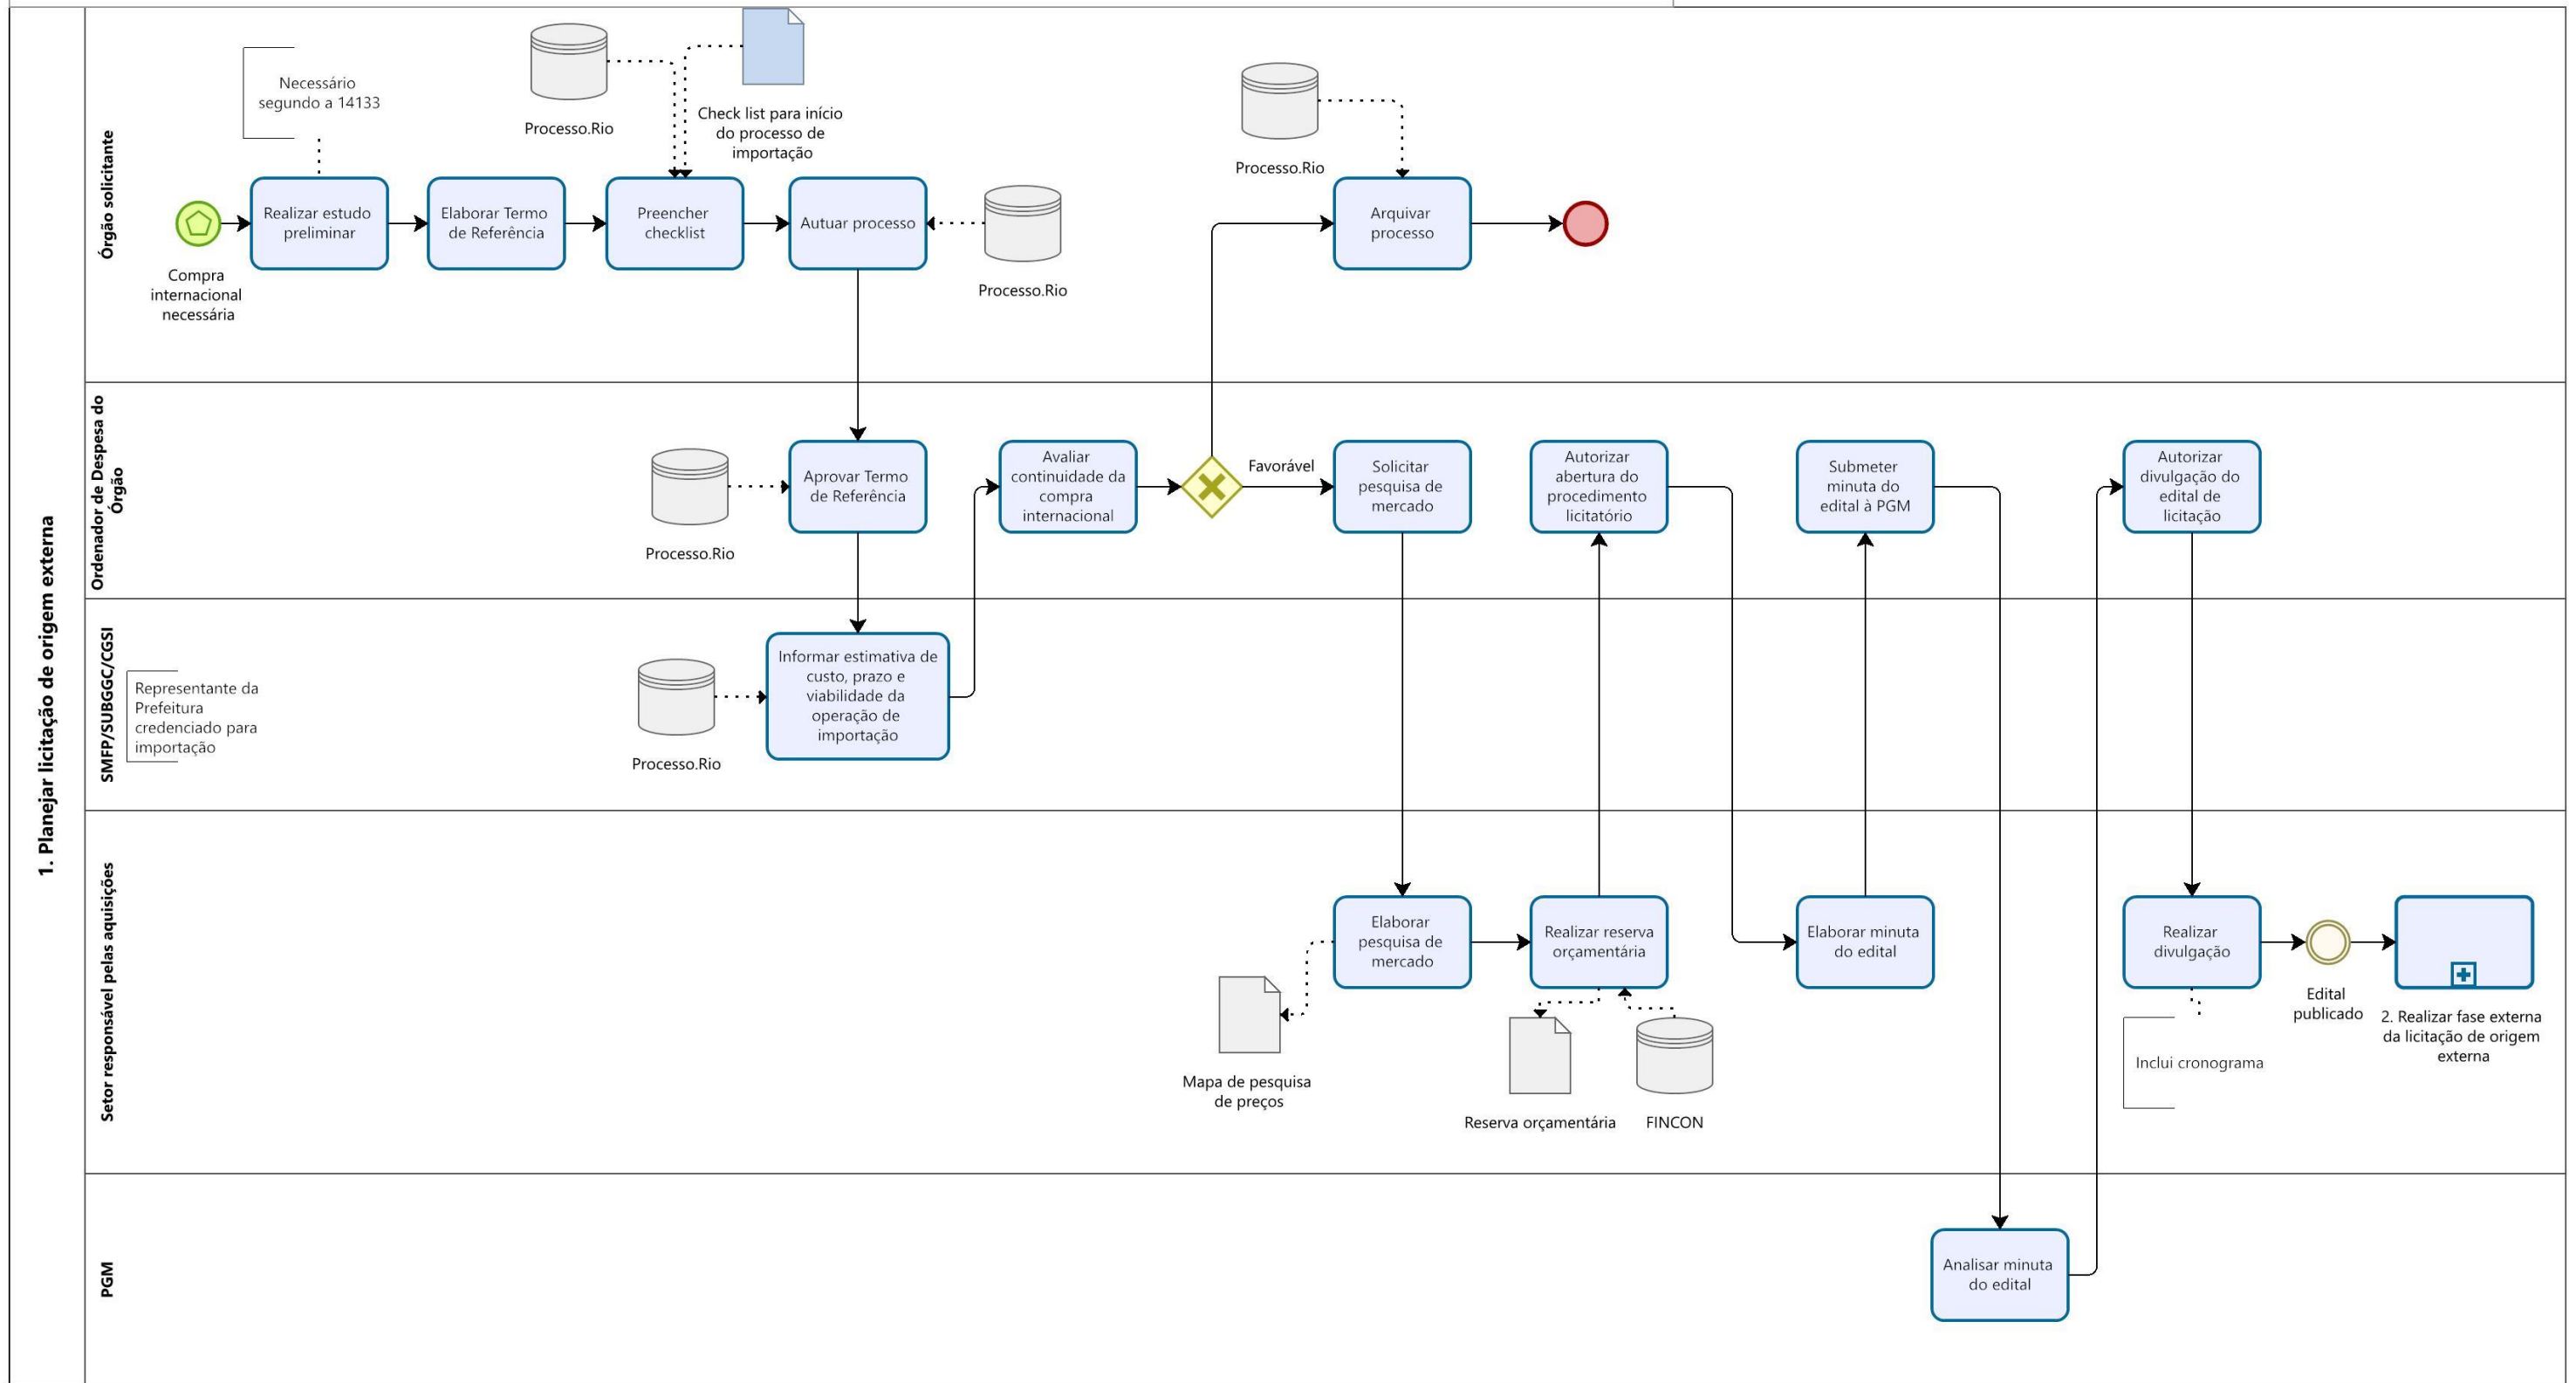 1. Planejar licitação de origem externa
Órgão solicitante
Necessário
segundo a 14133
Processo.Rio
Check list para início
do processo de
importação
Processo.Rio
Compra
internacional
necessária
Realizar estudo
preliminar
Elaborar Termo
de Referência
Preencher
checklist
Autuar processo
Processo.Rio
Arquivar
processo
Ordenador de Despesa do
Órgão
Processo.Rio
Aprovar Termo
de Referência
Avaliar
continuidade da
compra
internacional
Favorável
Solicitar
pesquisa de
mercado
Autorizar
abertura do
procedimento
licitatório
Submeter
minuta do
edital à PGM
Autorizar
divulgação do
edital de
licitação
SMFP/SUBGGC/CGSI
Representante da
Prefeitura
credenciado para
importação
Processo.Rio
Informar estimativa de
custo, prazo e
viabilidade da
operação de
importação
Setor responsável pelas aquisições
Elaborar
pesquisa de
mercado
Mapa de pesquisa
de preços
Realizar reserva
orçamentária
Reserva orçamentária
FINCON
Elaborar minuta
do edital
Realizar
divulgação
Inclui cronograma
Edital
publicado
2. Realizar fase externa
da licitação de origem
externa
PGM
Analisar minuta
do edital